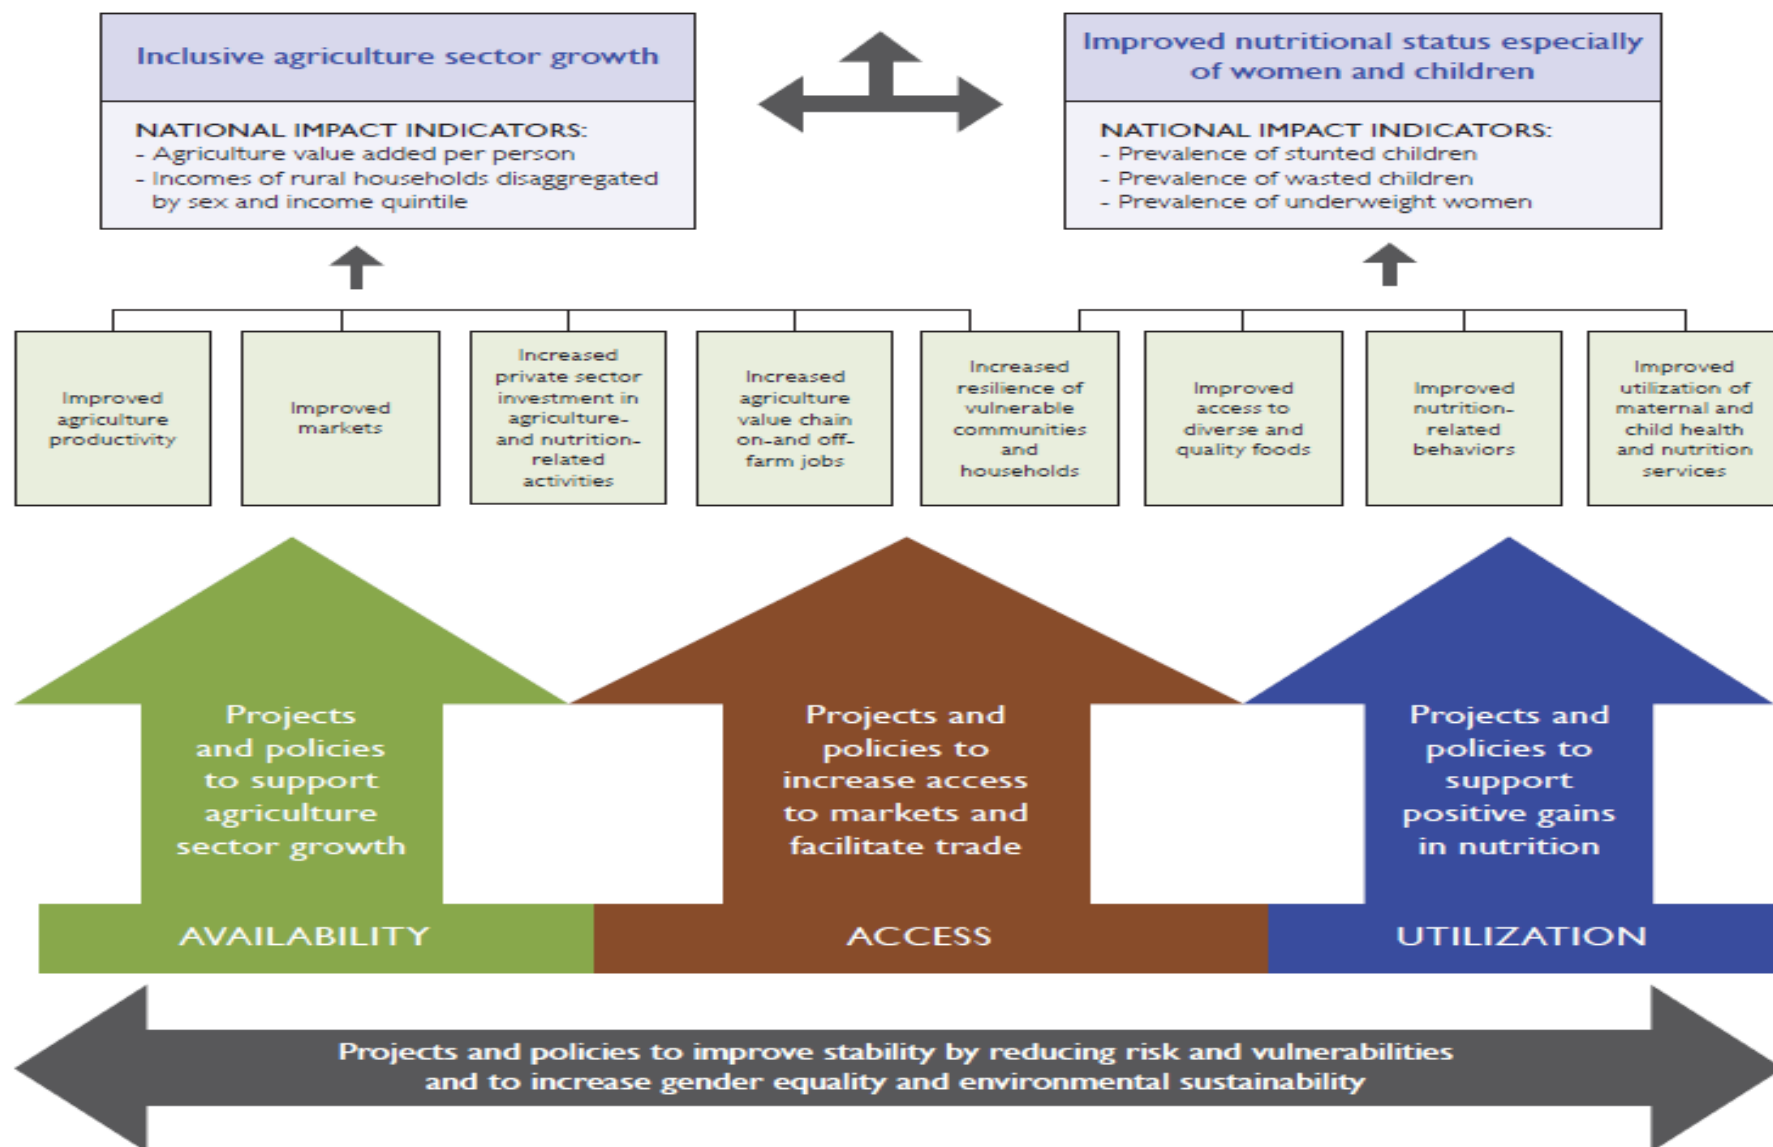 Inclusive agriculture sector growth
NATIONAL IMPACT INDICATORS:
- Agriculture value added per person
- Incomes of rural households disaggregated
by sex and income quintile
Improved nutritional status especially
of women and children
NATIONAL IMPACT INDICATORS:
- Prevalence of stunted children
- Prevalence of wasted children
- Prevalence of underweight women
Improved
agriculture
productivity
Improved
markets
Increased
private sector
investment in
agriculture-
and nutrition-
related
activities
Increased
agriculture
value chain
on-and off-
farm jobs
Increased
resilience of
vulnerable
communities
and
households
Improved
access to
diverse and
quality foods
Improved
nutrition-
related
behaviors
Improved
utilization of
maternal and
child health
and nutrition
services
Projects
and policies
to support
agriculture
sector growth
Projects and
policies to
increase access
to markets and
facilitate trade
Projects and
policies to
support
positive gains
in nutrition
AVAILABILITY
ACCESS
UTILIZATION
Projects and policies to improve stability by reducing risk and vulnerabilities
and to increase gender equality and environmental sustainability